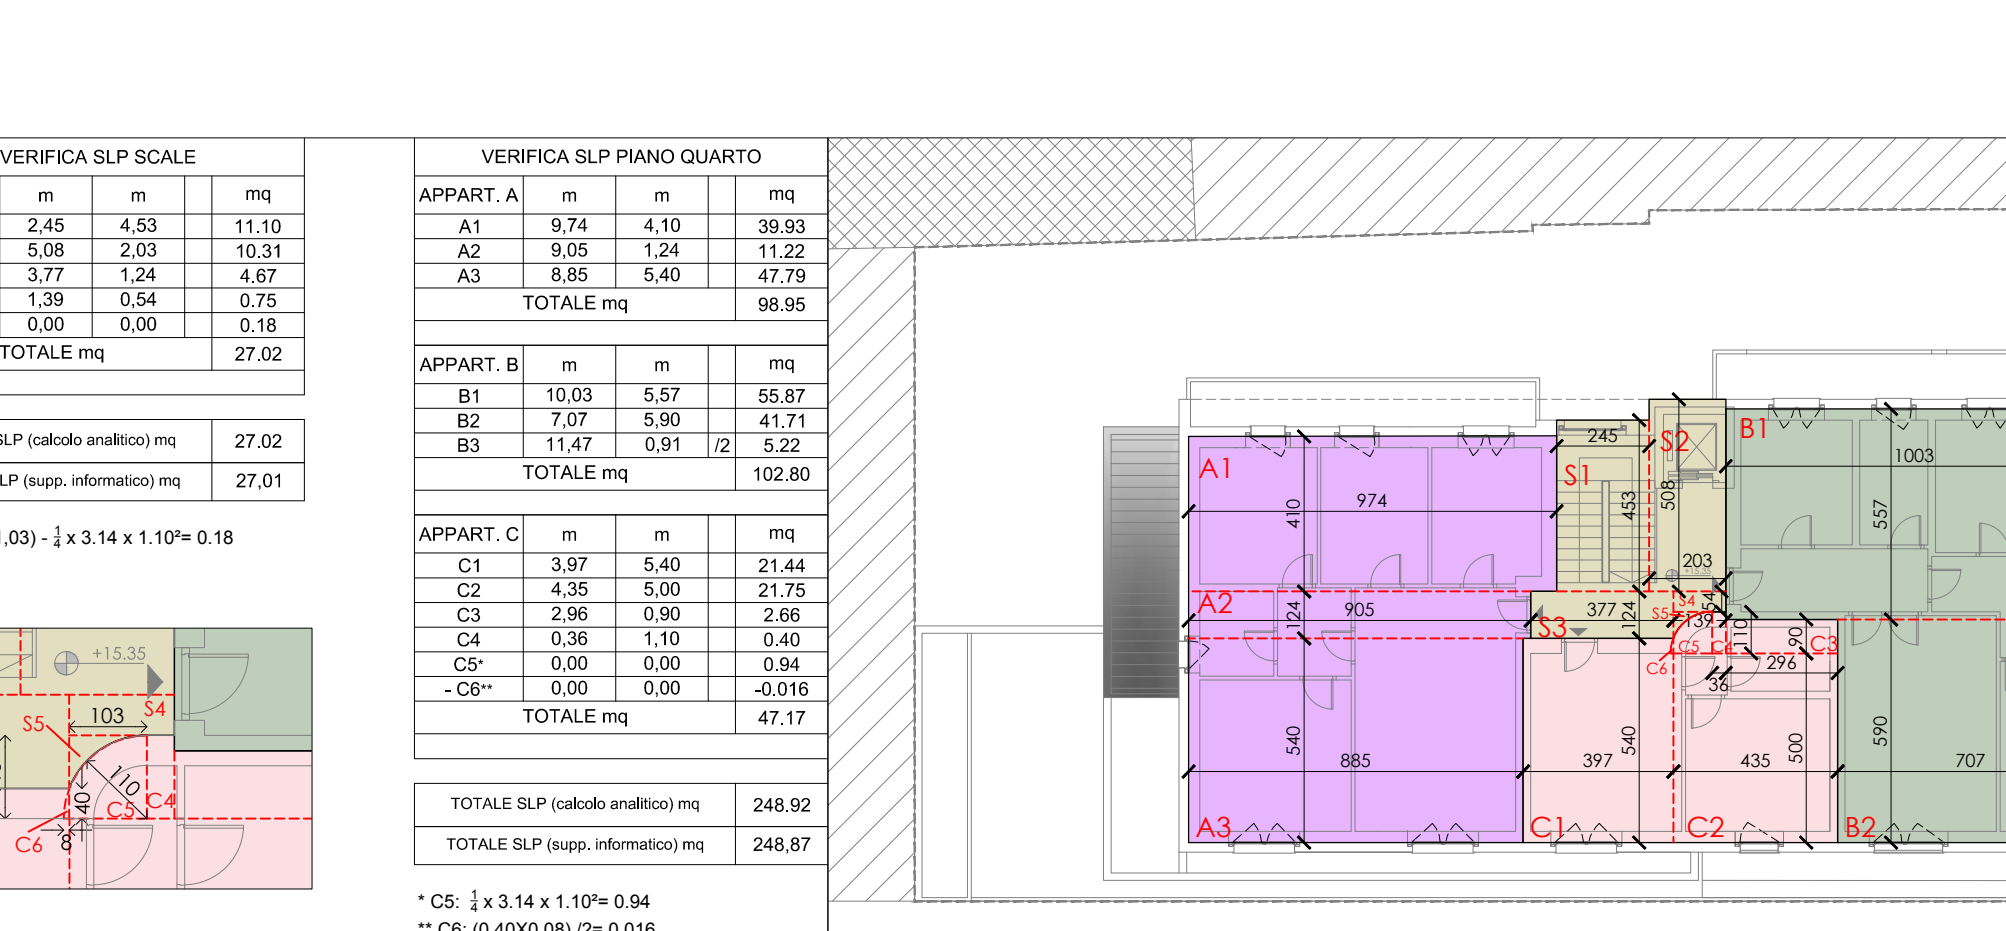 VERIFICA SLP SCALE
m m mq
2,45 4,53 11.10
5,08 2,03 10.31
3,77 1,24 4.67
1,39 0,54 0.75
0,00 0,00 0.18
TOTALE mq 27.02
SLP (calcolo analitico) mq 27.02
LP (supp. informatico) mq 27,01
,03) - ¼ x 3.14 x 1.10²= 0.18
+15.35
103
S4
S5
110
40
C5
C4
C6
8
VERIFICA SLP PIANO QUARTO
APPART. A m m mq
A1 9,74 4,10 39.93
A2 9,05 1,24 11.22
A3 8,85 5,40 47.79
TOTALE mq 98.95
APPART. B m m mq
B1 10,03 5,57 55.87
B2 7,07 5,90 41.71
B3 11,47 0,91 /2 5.22
TOTALE mq 102.80
APPART. C m m mq
C1 3,97 5,40 21.44
C2 4,35 5,00 21.75
C3 2,96 0,90 2.66
C4 0,36 1,10 0.40
C5* 0,00 0,00 0.94
- C6** 0,00 0,00 -0.016
TOTALE mq 47.17
TOTALE SLP (calcolo analitico) mq 248.92
TOTALE SLP (supp. informatico) mq 248,87
* C5: ¼ x 3.14 x 1.10²= 0.94
** C6: (0,40X0,08) /2= 0,016
A1
974
410
245
S1
453
S2
508
203
+15.35
B1
1003
557
A2
905
124
377
124
S3
S4
S5
54
139
110
90
C3
C5
C4
C6
296
36
540
885
A3
397
540
C1
435
500
C2
590
707
B2